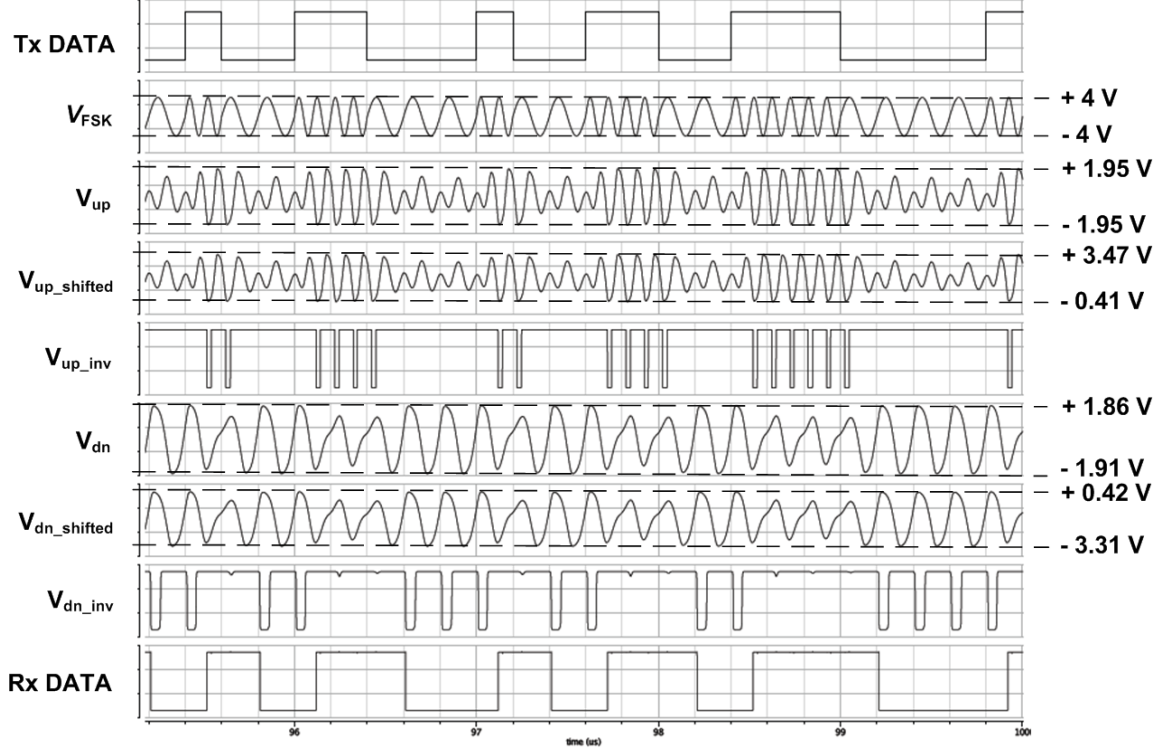 Tx DATA
VFSK
+ 4 V
- 4 V
Vup
+ 1.95 V
- 1.95 V
Vup_shifted
+ 3.47 V
- 0.41 V
Vup_inv
Vdn
+ 1.86 V
- 1.91 V
Vdn_shifted
+ 0.42 V
- 3.31 V
Vdn_inv
Rx DATA
96 97 98 99 100
time (us)